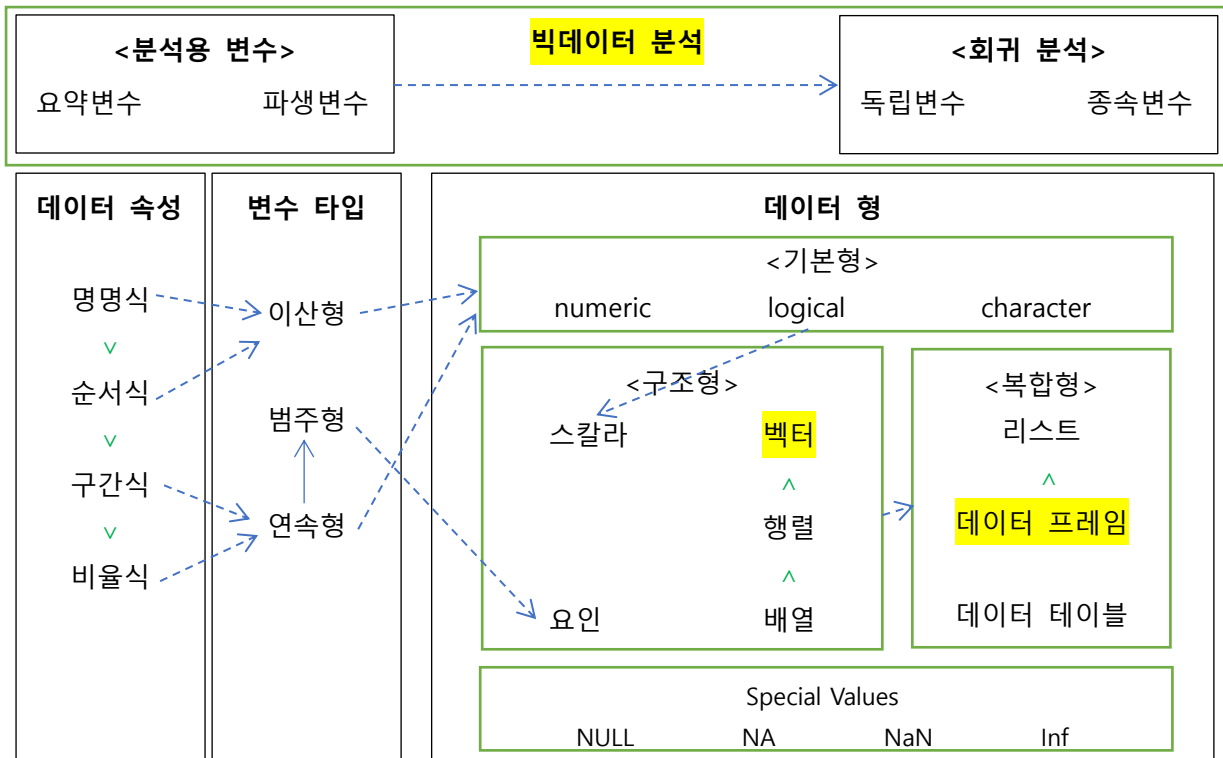 <분석용 변수>
요약변수 파생변수
빅데이터 분석
<회귀 분석>
독립변수 종속변수
데이터 속성
명명식
v
순서식
v
구간식
v
비율식
변수 타입
이산형
범주형
연속형
데이터 형
<기본형>
numeric logical character
<구조형>
스칼라 벡터
^
행렬
^
요인 배열
<복합형>
리스트
^
데이터 프레임
데이터 테이블
Special Values
NULL NA NaN Inf